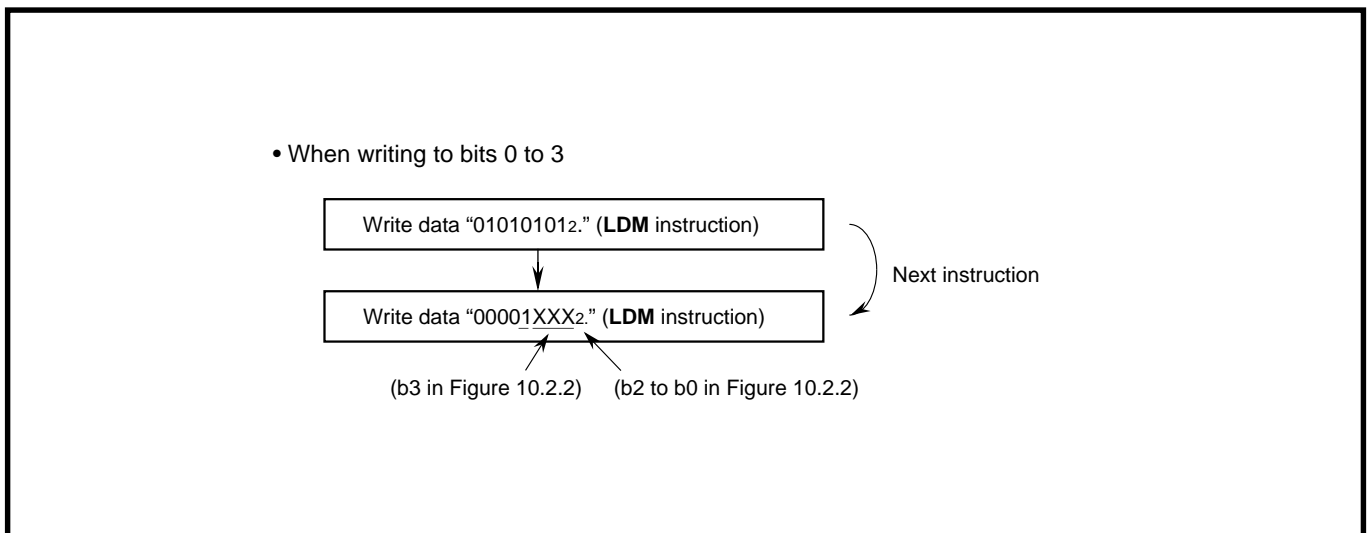 • When writing to bits 0 to 3
Write data “010101012.” (LDM instruction)
Next instruction
Write data “00001XXX2.” (LDM instruction)
(b3 in Figure 10.2.2) (b2 to b0 in Figure 10.2.2)